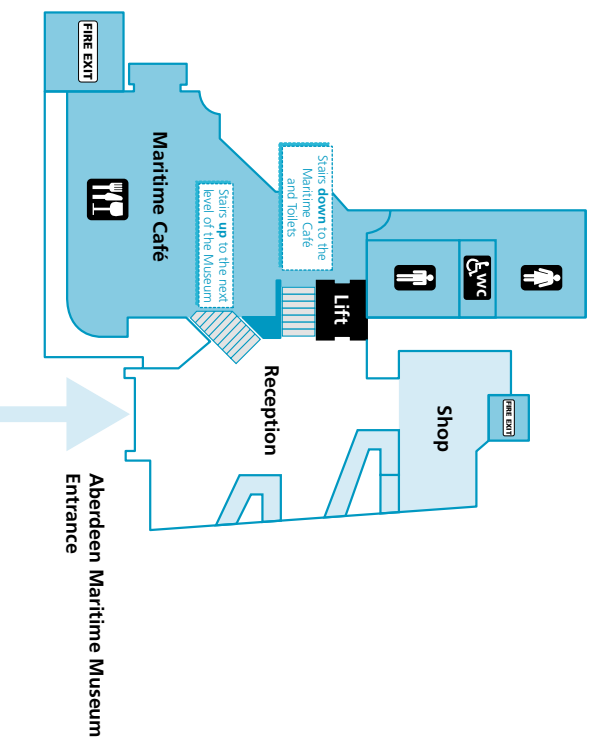 FIRE EXIT
Maritime Café
Stairs up to the next
level of the Museum
Stairs down to the
Maritime Café
and Toilets
Lift
WC
Reception
Shop
FIRE EXIT
Aberdeen Maritime Museum
Entrance